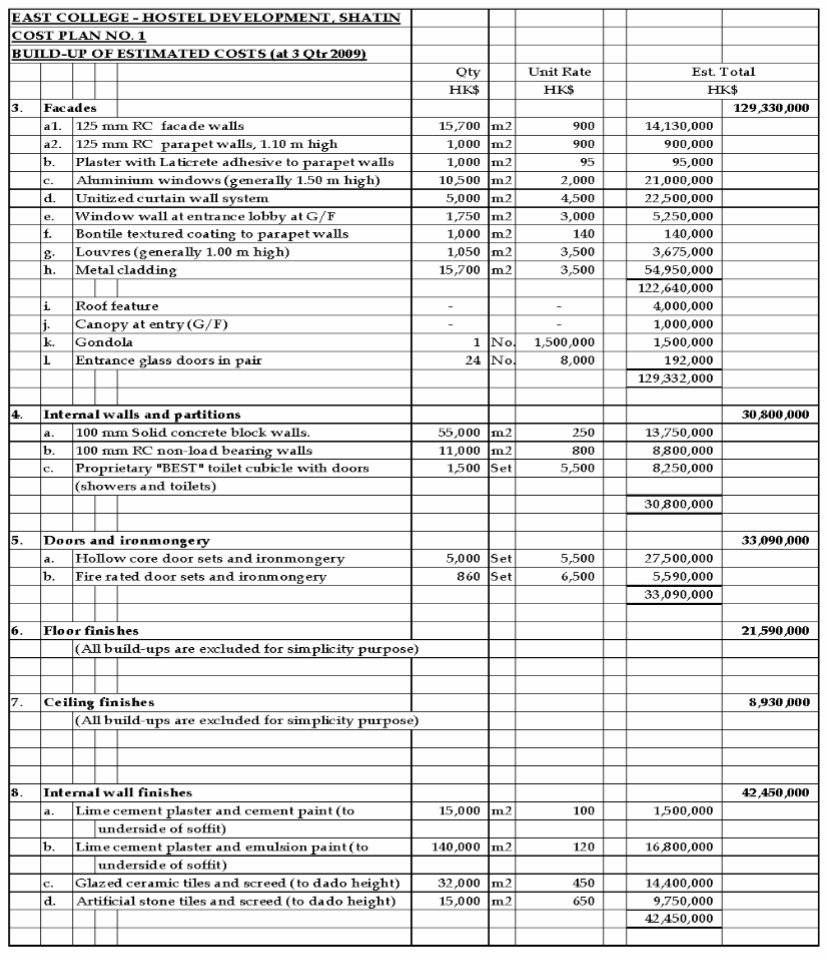 EAST COLLEGE - HOSTEL DEVELOPMENT, SHATIN
COST PLAN NO. 1
BUILD-UP OF ESTIMATED COSTS (at 3 Qtr 2009)
Qty Unit Rate Est. Total
HK$ HK$ HK$
3. Facades 129,330,000
a1. 125 mm RC facade walls 15,700 m2 900 14,130,000
a2. 125 mm RC parapet walls, 1.10 m high 1,000 m2 900 900,000
b. Plaster with Laticrete adhesive to parapet walls 1,000 m2 95 95,000
c. Aluminium windows (generally 1.50 m high) 10,500 m2 2,000 21,000,000
d. Unitized curtain wall system 5,000 m2 4,500 22,500,000
e. Window wall at entrance lobby at G/F 1,750 m2 3,000 5,250,000
f. Bontile textured coating to parapet walls 1,000 m2 140 140,000
g. Louvres (generally 1.00 m high) 1,050 m2 3,500 3,675,000
h. Metal cladding 15,700 m2 3,500 54,950,000
122,640,000
i. Roof feature - - 4,000,000
j. Canopy at entry (G/F) - - 1,000,000
k. Gondola 1 No. 1,500,000 1,500,000
l. Entrance glass doors in pair 24 No. 8,000 192,000
129,332,000
4. Internal walls and partitions 30,800,000
a. 100 mm Solid concrete block walls. 55,000 m2 250 13,750,000
b. 100 mm RC non-load bearing walls 11,000 m2 800 8,800,000
c. Proprietary "BEST" toilet cubicle with doors 1,500 Set 5,500 8,250,000
(showers and toilets)
30,800,000
5. Doors and ironmongery 33,090,000
a. Hollow core door sets and ironmongery 5,000 Set 5,500 27,500,000
b. Fire rated door sets and ironmongery 860 Set 6,500 5,590,000
33,090,000
6. Floor finishes 21,590,000
(All build-ups are excluded for simplicity purpose)
7. Ceiling finishes 8,930,000
(All build-ups are excluded for simplicity purpose)
8. Internal wall finishes 42,450,000
a. Lime cement plaster and cement paint (to 15,000 m2 100 1,500,000
underside of soffit)
b. Lime cement plaster and emulsion paint (to 140,000 m2 120 16,800,000
underside of soffit)
c. Glazed ceramic tiles and screed (to dado height) 32,000 m2 450 14,400,000
d. Artificial stone tiles and screed (to dado height) 15,000 m2 650 9,750,000
42,450,000